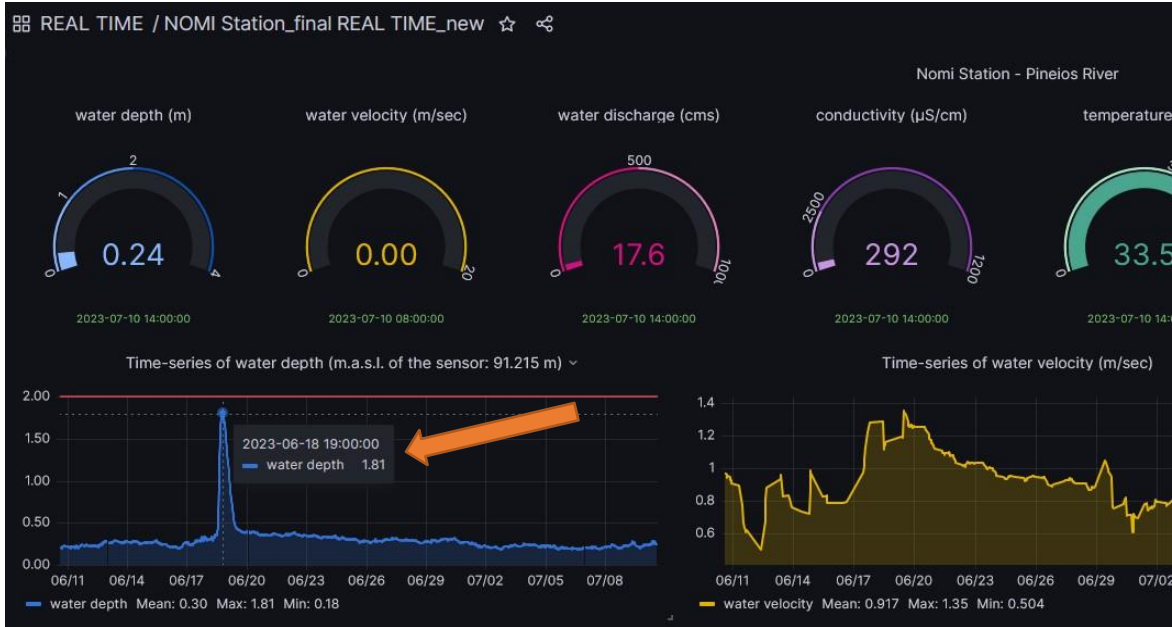 REAL TIME / NOMI Station_final REAL TIME_new
Nomi Station - Pineios River
water depth (m)
water velocity (m/sec)
water discharge (cms)
conductivity (µS/cm)
temperature
0 1 2 4
0 20
0 500
0 2500 1200
0
0.24
0.00
17.6
292
33.5
2023-07-10 14:00:00
2023-07-10 08:00:00
2023-07-10 14:00:00
2023-07-10 14:00:00
2023-07-10 14:
Time-series of water depth (m.a.s.l. of the sensor: 91.215 m)
2.00
1.50
1.00
0.50
0.00
2023-06-18 19:00:00
water depth 1.81
06/11 06/14 06/17 06/20 06/23 06/26 06/29 07/02 07/05 07/08
water depth Mean: 0.30 Max: 1.81 Min: 0.18
Time-series of water velocity (m/sec)
1.4
1.2
1
0.8
0.6
06/11 06/14 06/17 06/20 06/23 06/26 06/29 07/02
water velocity Mean: 0.917 Max: 1.35 Min: 0.504